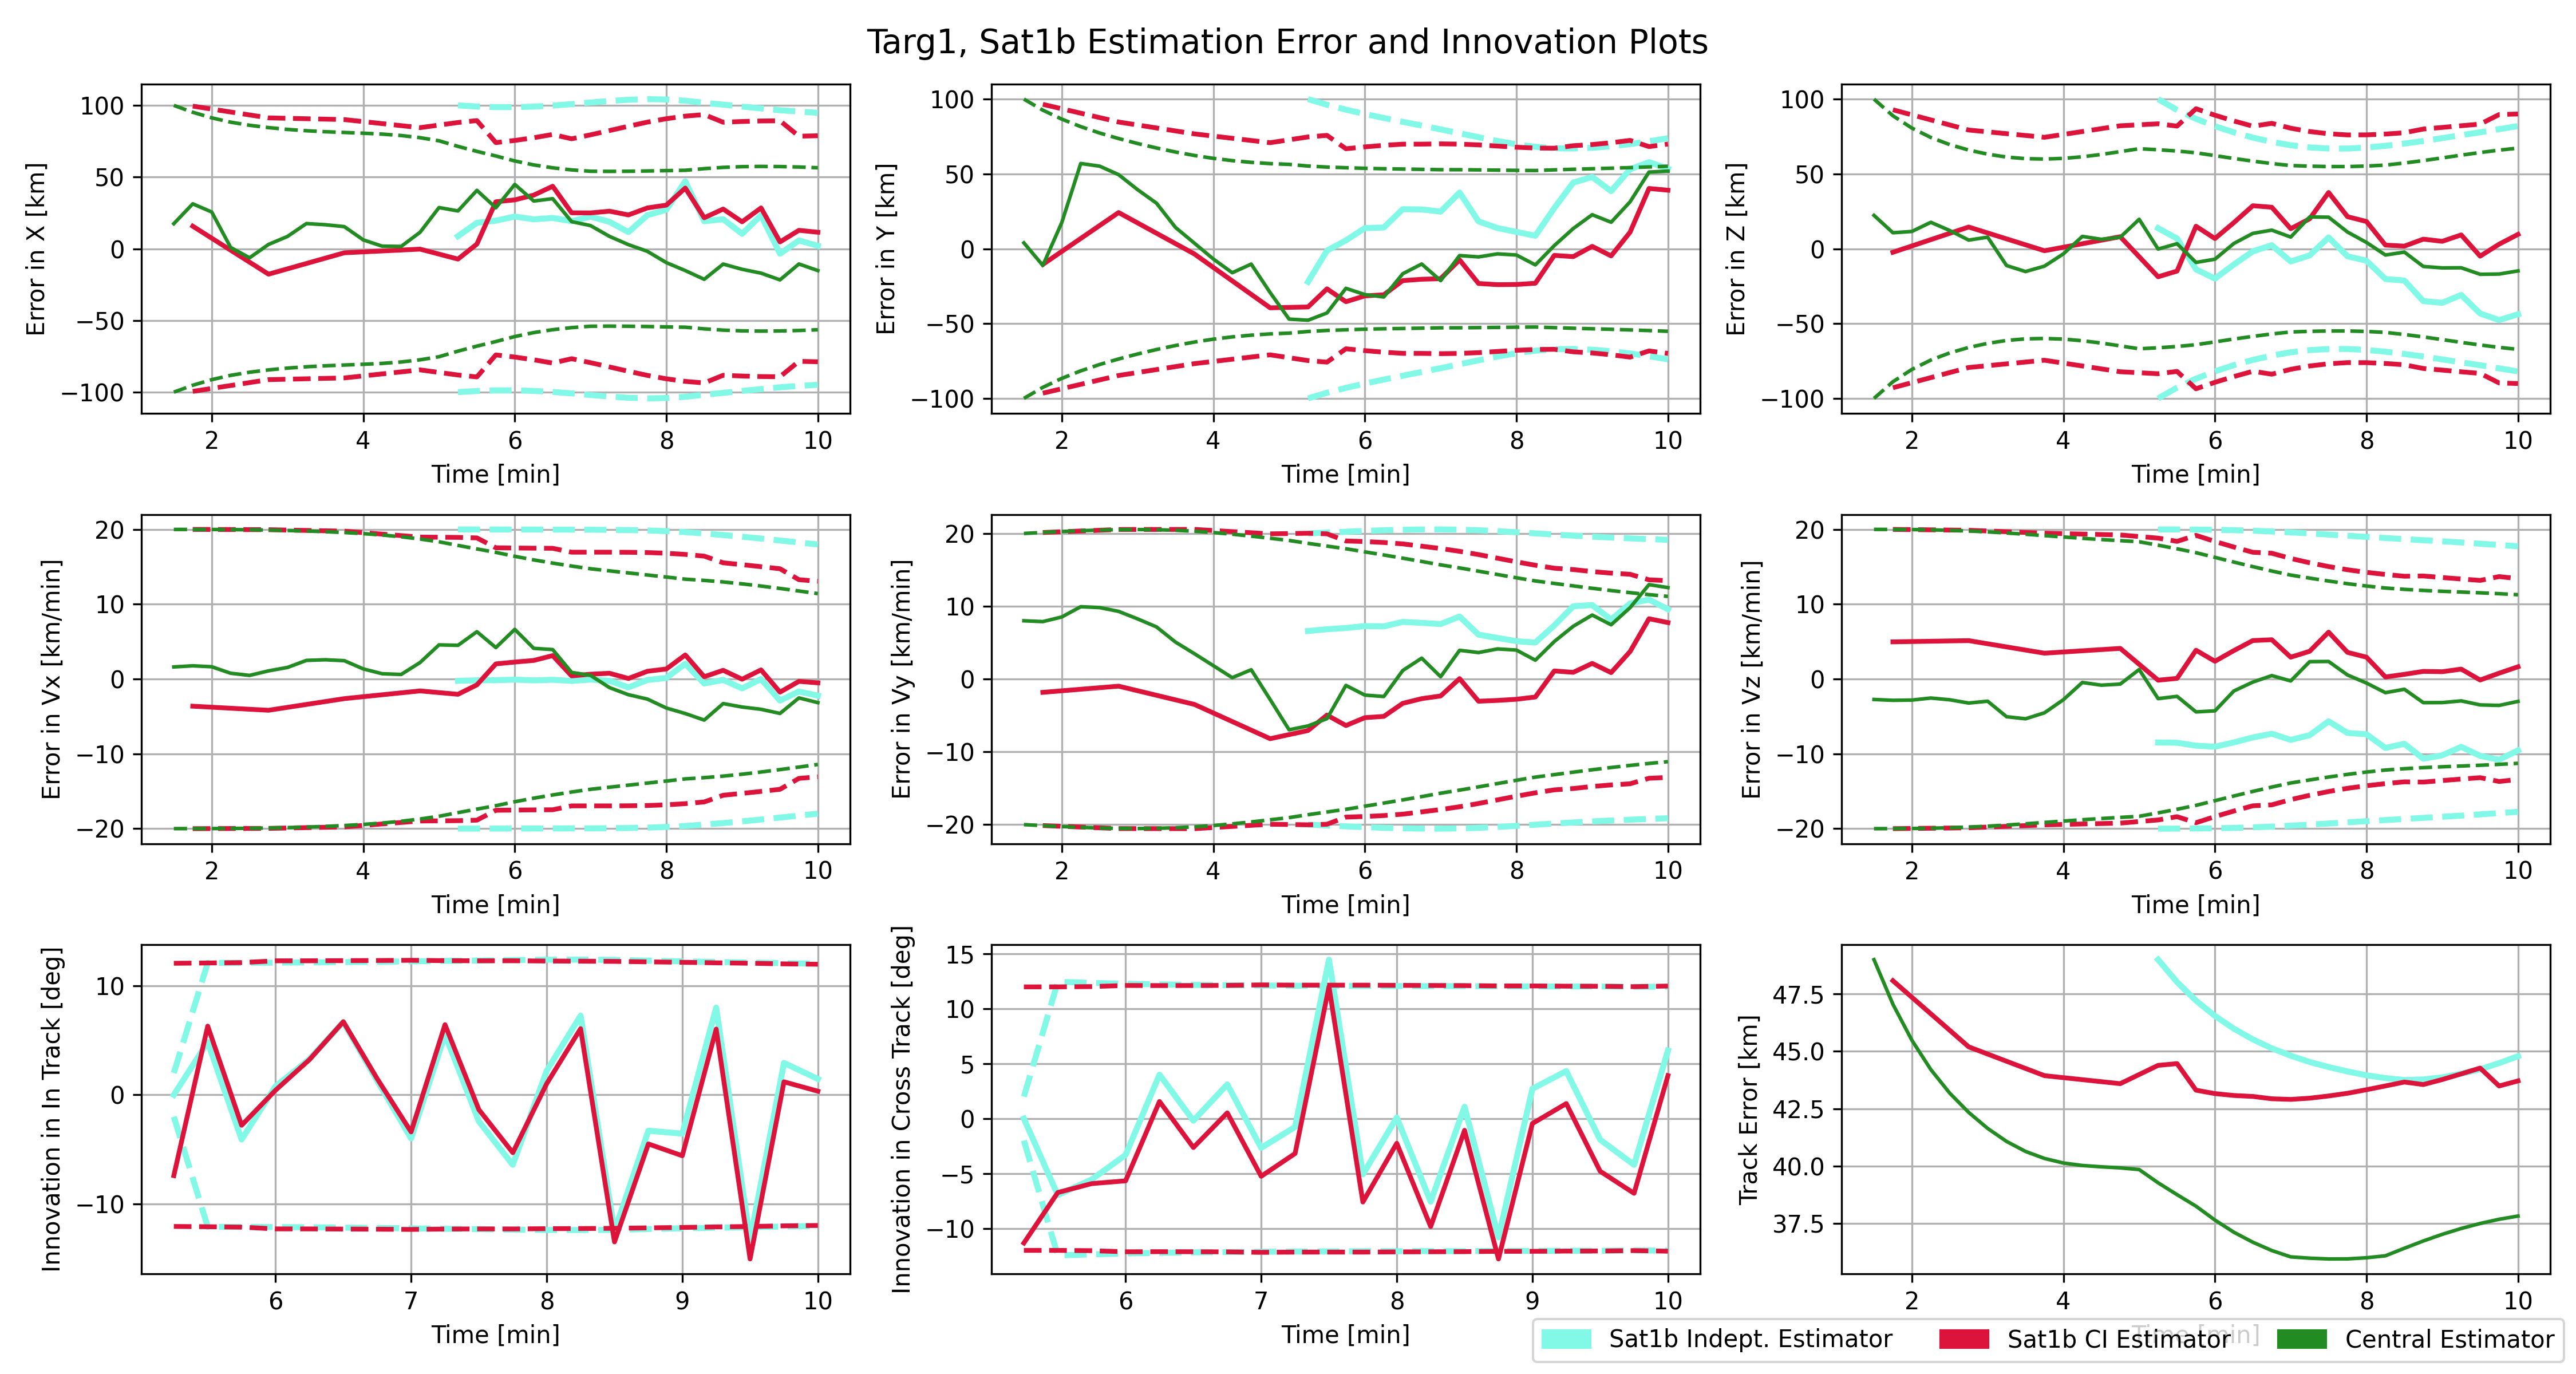 Targ1, Sat1b Estimation Error and Innovation Plots
Error in X [km]
100
50
0
−50
−100
2 4 6 8 10
Time [min]
Error in Y [km]
100
50
0
−50
−100
2 4 6 8 10
Time [min]
Error in Z [km]
100
50
0
−50
−100
2 4 6 8 10
Time [min]
Error in Vx [km/min]
20
10
0
−10
−20
2 4 6 8 10
Time [min]
Error in Vy [km/min]
20
10
0
−10
−20
2 4 6 8 10
Time [min]
Error in Vz [km/min]
20
10
0
−10
−20
2 4 6 8 10
Time [min]
Innovation in In Track [deg]
10
0
−10
6 7 8 9 10
Time [min]
Innovation in Cross Track [deg]
15
10
5
0
−5
−10
6 7 8 9 10
Time [min]
Track Error [km]
47.5
45.0
42.5
40.0
37.5
2 4 6 8 10
Time [min]
Sat1b Indept. Estimator Sat1b CI Estimator Central Estimator